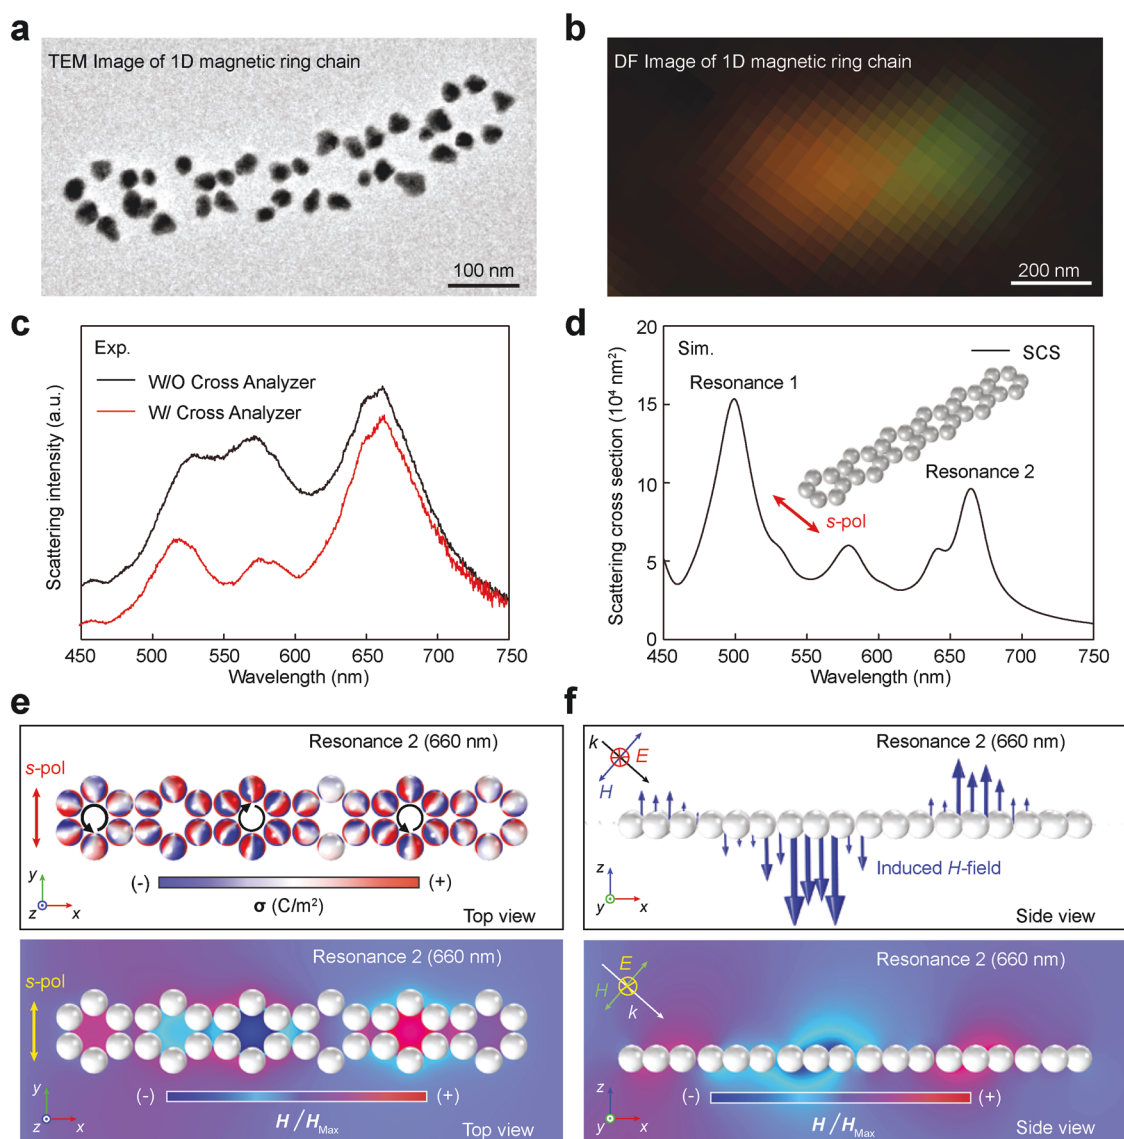 a
TEM Image of 1D magnetic ring chain
100 nm
b
DF Image of 1D magnetic ring chain
200 nm
c
Exp.
W/O Cross Analyzer
W/ Cross Analyzer
Scattering intensity (a.u.)
450 500 550 600 650 700 750
Wavelength (nm)
d
Sim.
SCS
Resonance 1
Resonance 2
s-pol
Scattering cross section (10⁴ nm²)
20
15
10
5
0
450 500 550 600 650 700 750
Wavelength (nm)
e
Resonance 2 (660 nm)
s-pol
y
z x
(-) (+)
σ (C/m²)
Top view
Resonance 2 (660 nm)
s-pol
y
z x
(-) (+)
H/HMax
Top view
f
Resonance 2 (660 nm)
k
E
H
Induced H-field
z
y x
Side view
Resonance 2 (660 nm)
E
H
k
z
y x
(-) (+)
H/HMax
Side view